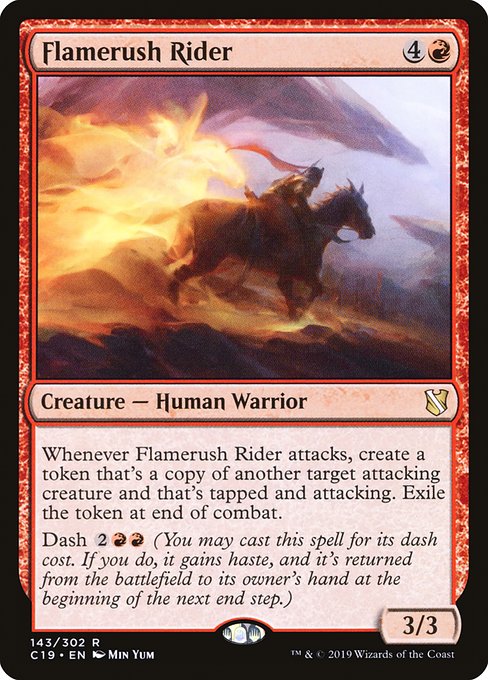 Flamerush Rider 4
Creature — Human Warrior
Whenever Flamerush Rider attacks, create a
token that's a copy of another target attacking
creature and that's tapped and attacking. Exile
the token at end of combat.
Dash 2 (You may cast this spell for its dash
cost. If you do, it gains haste, and it's returned
from the battlefield to its owner's hand at the
beginning of the next end step.)
3/3
143/302 R
C19 • EN Min Yum
™ & © 2019 Wizards of the Coast